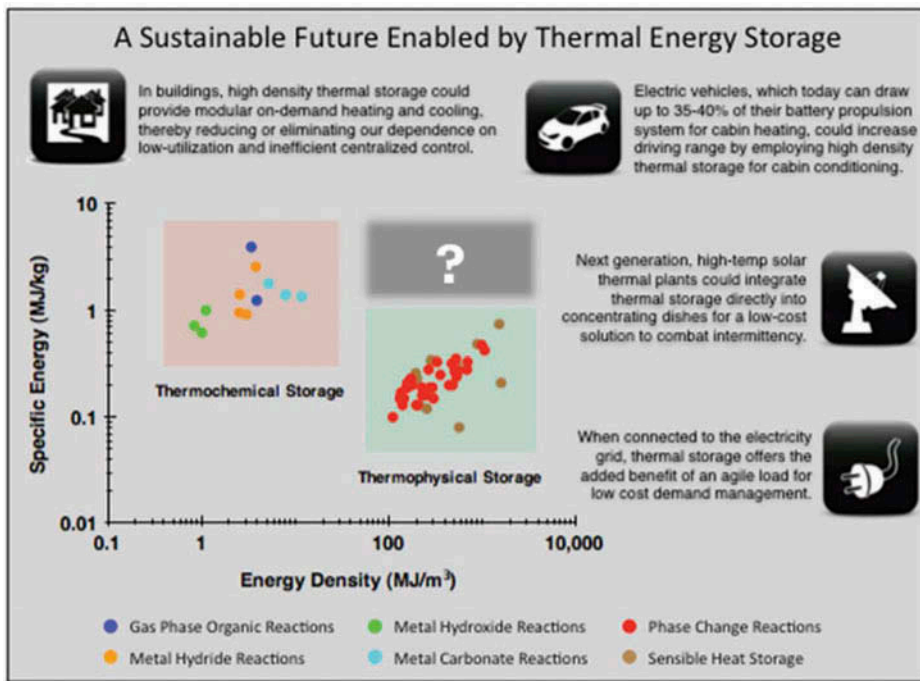 A Sustainable Future Enabled by Thermal Energy Storage
In buildings, high density thermal storage could
provide modular on-demand heating and cooling,
thereby reducing or eliminating our dependence on
low-utilization and inefficient centralized control.
Electric vehicles, which today can draw
up to 35-40% of their battery propulsion
system for cabin heating, could increase
driving range by employing high density
thermal storage for cabin conditioning.
Specific Energy (MJ/kg)
10
1
0.1
0.01
?
Thermochemical Storage
Thermophysical Storage
Next generation, high-temp solar
thermal plants could integrate
thermal storage directly into
concentrating dishes for a low-cost
solution to combat intermittency.
When connected to the electricity
grid, thermal storage offers the
added benefit of an agile load for
low cost demand management.
0.1
1
100
10,000
Energy Density (MJ/m³)
Gas Phase Organic Reactions
Metal Hydroxide Reactions
Phase Change Reactions
Metal Hydride Reactions
Metal Carbonate Reactions
Sensible Heat Storage